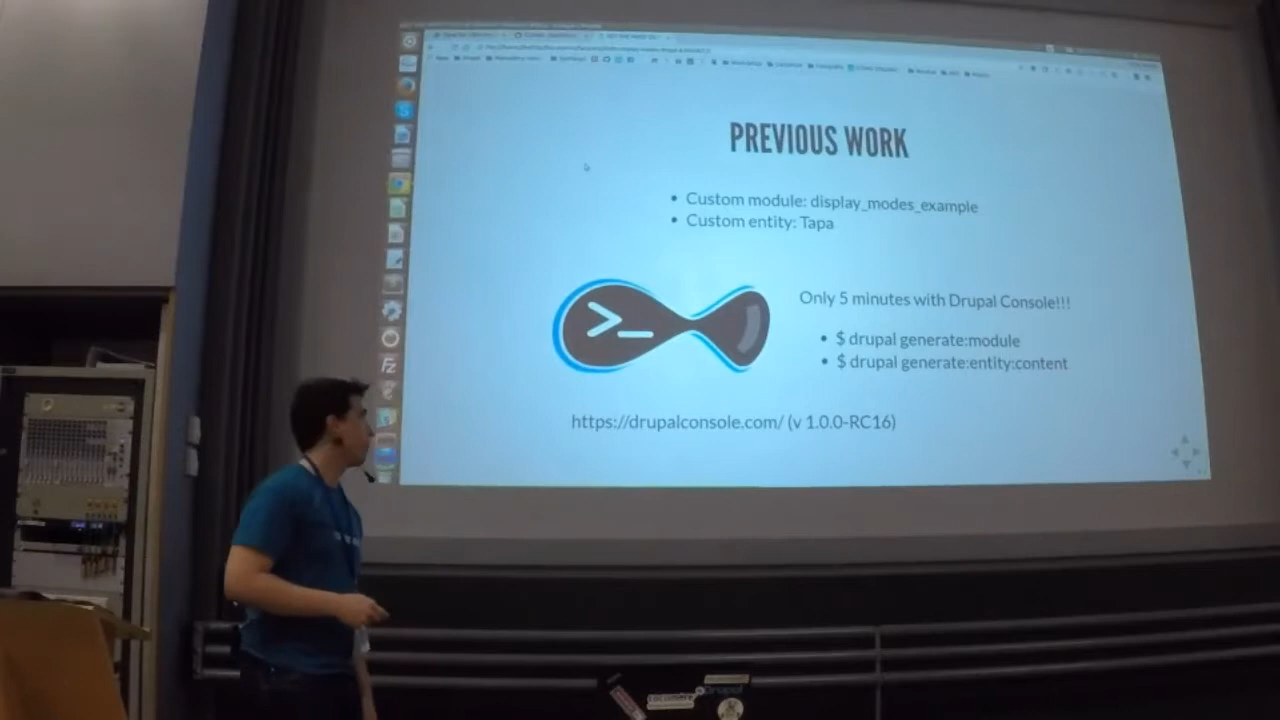 PREVIOUS WORK
• Custom module: display_modes_example
• Custom entity: Tapa
>_
Only 5 minutes with Drupal Console!!!
• $ drupal generate:module
• $ drupal generate:entity:content
https://drupalconsole.com/ (v 1.0.0-RC16)
Drupal